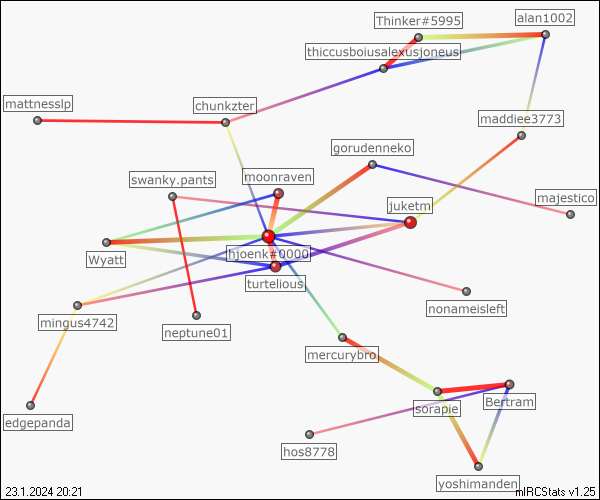 Thinker#5995
alan1002
thiccusboiusalexusjoneus
mattnesslp
chunkzter
maddiee3773
gorudenneko
moonraven
swanky.pants
majestico
juketm
hjoenk#0000
Wyatt
turtelious
nonameisleft
mingus4742
neptune01
mercurybro
edgepanda
sorapie
Bertram
hos8778
yoshimanden
23.1.2024 20:21
mIRCStats v1.25